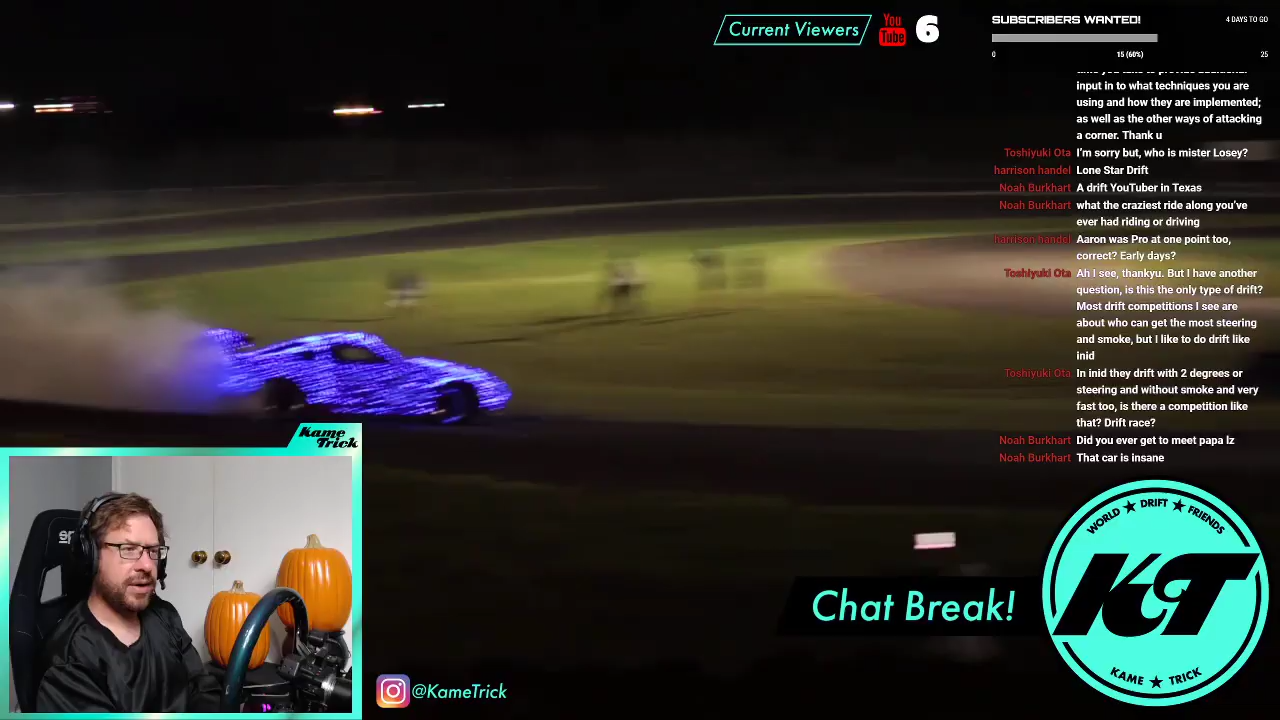 Current Viewers
You
Tube
6
SUBSCRIBERS WANTED!
4 DAYS TO GO
0
15 (60%)
25
input in to what techniques you are
using and how they are implemented;
as well as the other ways of attacking
a corner. Thank u
Toshiyuki Ota I'm sorry but, who is mister Losey?
harrison handel Lone Star Drift
Noah Burkhart A drift YouTuber in Texas
Noah Burkhart what the craziest ride along you've
ever had riding or driving
harrison handel Aaron was Pro at one point too,
correct? Early days?
Toshiyuki Ota Ah I see, thankyu. But I have another
question, is this the only type of drift?
Most drift competitions I see are
about who can get the most steering
and smoke, but I like to do drift like
inid
Toshiyuki Ota In inid they drift with 2 degrees or
steering and without smoke and very
fast too, is there a competition like
that? Drift race?
Noah Burkhart Did you ever get to meet papa lz
Noah Burkhart That car is insane
Kame
Trick
WORLD ★ DRIFT ★ FRIENDS
KT
KAME ★ TRICK
Chat Break!
@KameTrick